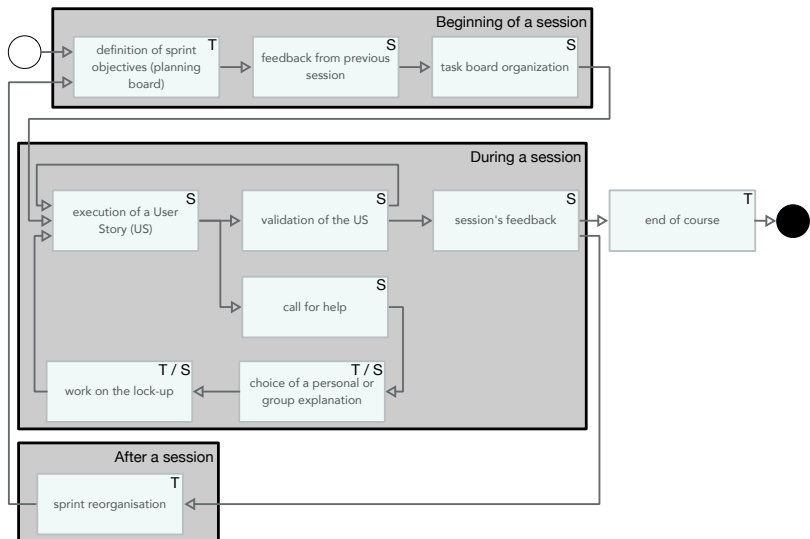 Beginning of a session
T
definition of sprint
objectives (planning
board)
S
feedback from previous
session
S
task board organization
During a session
S
execution of a User
Story (US)
S
validation of the US
S
session's feedback
T
end of course
S
call for help
T / S
work on the lock-up
T / S
choice of a personal or
group explanation
After a session
T
sprint reorganisation